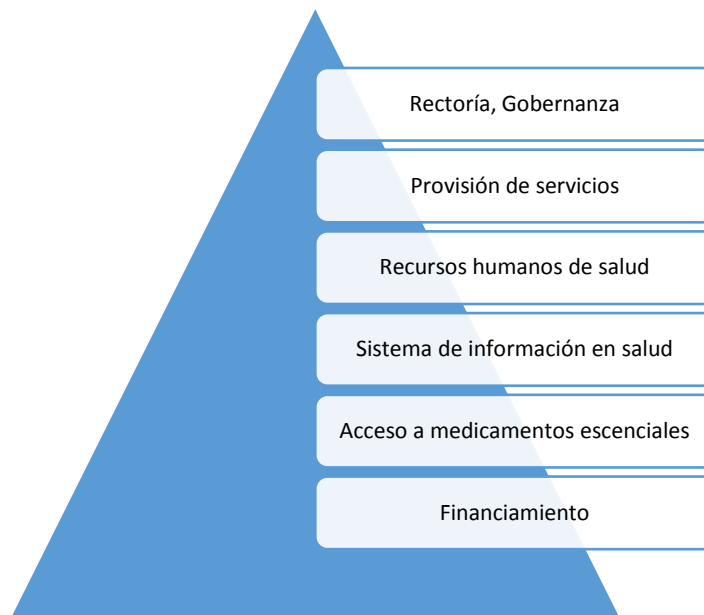 Rectoría, Gobernanza
Provisión de servicios
Recursos humanos de salud
Sistema de información en salud
Acceso a medicamentos escenciales
Financiamiento